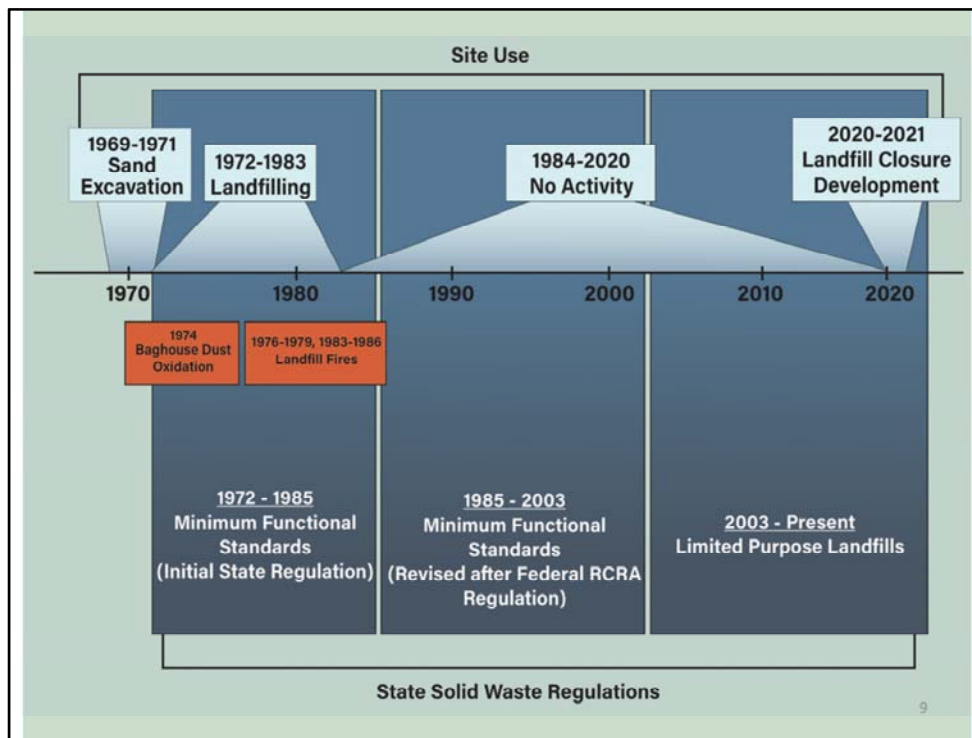 Site Use
1969-1971
Sand
Excavation
1972-1983
Landfilling
1984-2020
No Activity
2020-2021
Landfill Closure
Development
1970
1980
1990
2000
2010
2020
1974
Baghouse Dust
Oxidation
1976-1979, 1983-1986
Landfill Fires
1972 - 1985
Minimum Functional
Standards
(Initial State Regulation)
1985 - 2003
Minimum Functional
Standards
(Revised after Federal RCRA
Regulation)
2003 - Present
Limited Purpose Landfills
State Solid Waste Regulations
9